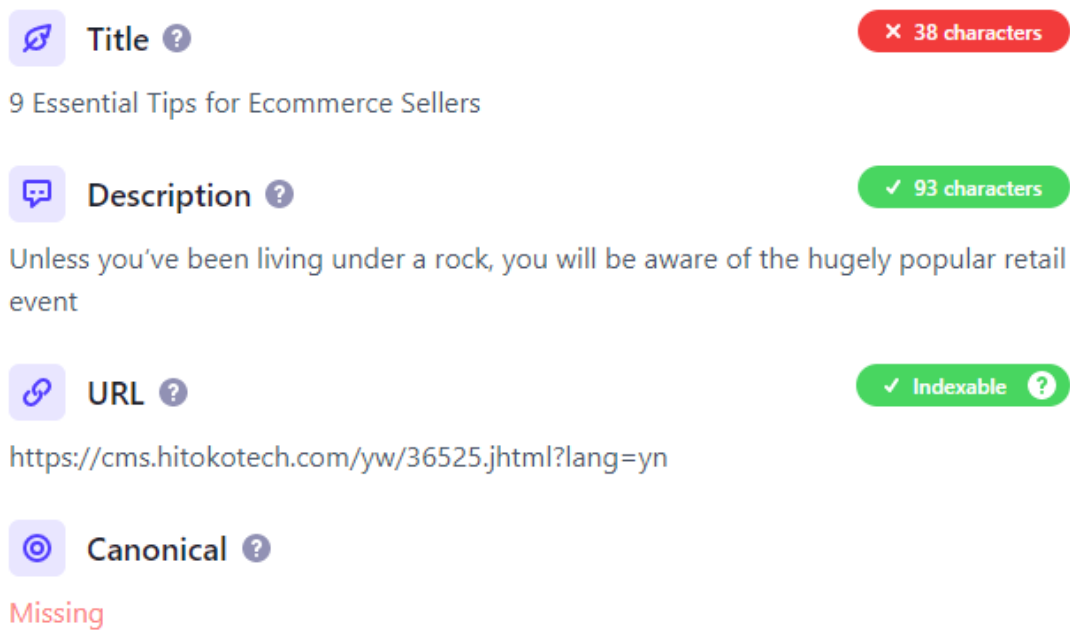 Title ?
✕ 38 characters
9 Essential Tips for Ecommerce Sellers
Description ?
✓ 93 characters
Unless you’ve been living under a rock, you will be aware of the hugely popular retail
event
URL ?
✓ Indexable ?
https://cms.hitokotech.com/yw/36525.jhtml?lang=yn
Canonical ?
Missing